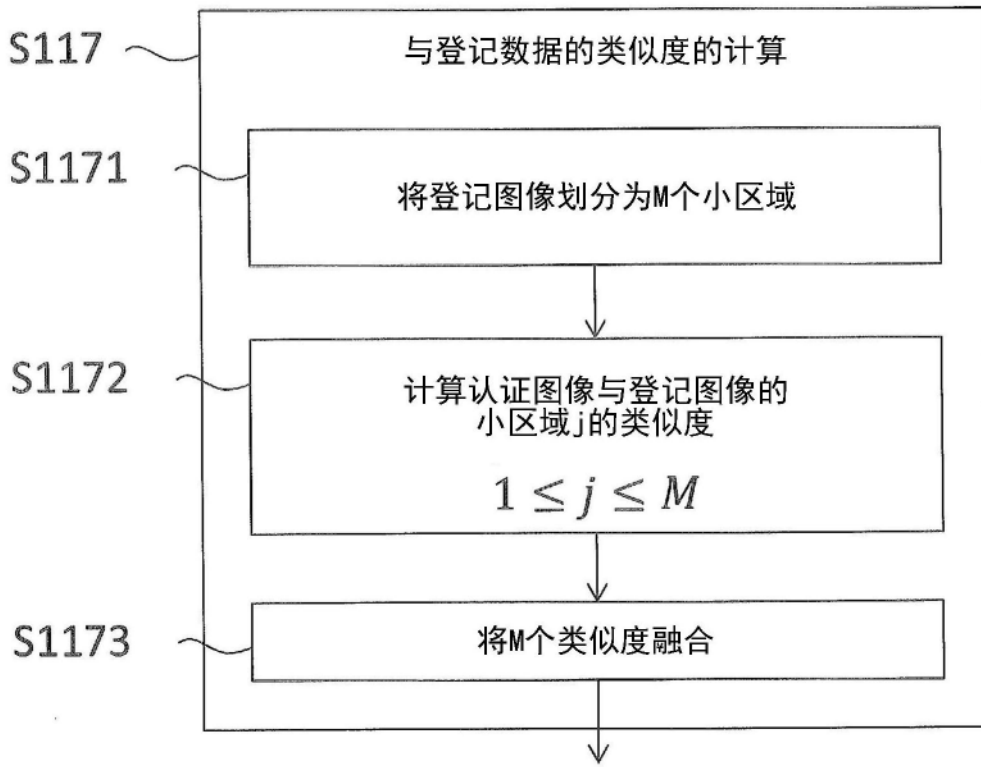 S117
与登记数据的类似度的计算
S1171
将登记图像划分为M个小区域
S1172
计算认证图像与登记图像的
小区域j的类似度
1 ≤ j ≤ M
S1173
将M个类似度融合